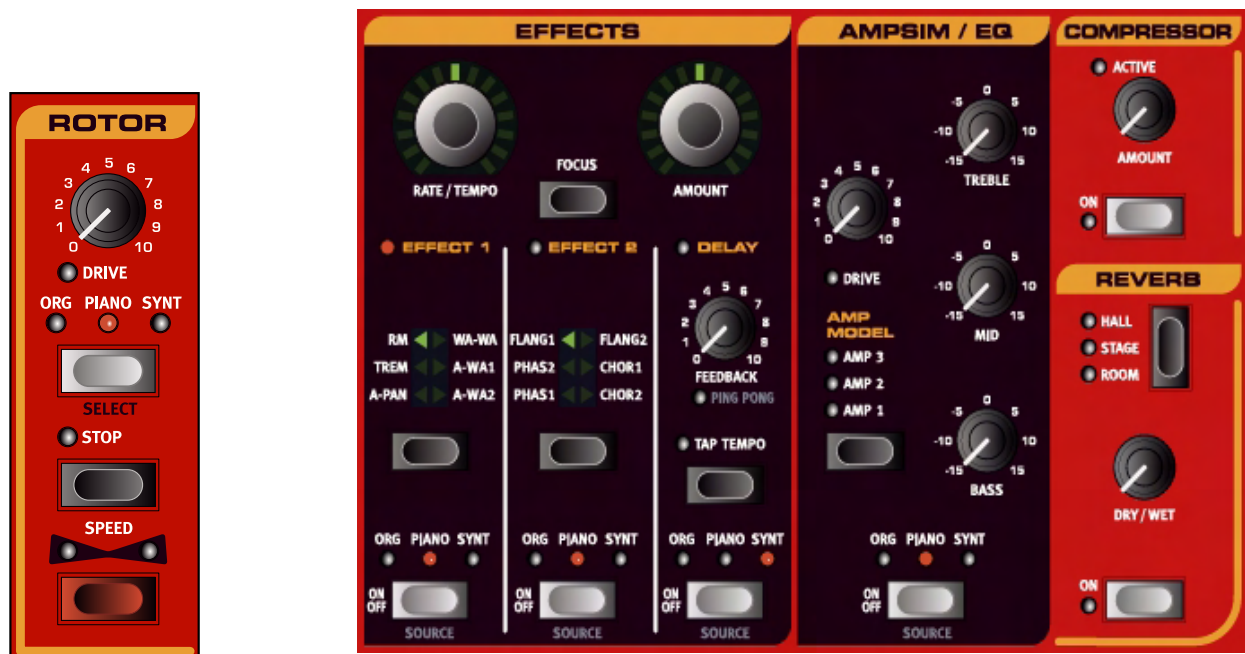 ROTOR
4 5 6
3 7
2 8
1 9
0 10
DRIVE
ORG PIANO SYNT
SELECT
STOP
SPEED
EFFECTS
RATE / TEMPO
FOCUS
AMOUNT
EFFECT 1
RM WA-WA
TREM A-WA1
A-PAN A-WA2
ORG PIANO SYNT
ON
OFF
SOURCE
EFFECT 2
FLANG1 FLANG2
PHAS2 CHOR1
PHAS1 CHOR2
ORG PIANO SYNT
ON
OFF
SOURCE
DELAY
4 5 6
3 7
2 8
1 9
0 10
FEEDBACK
PING PONG
TAP TEMPO
ORG PIANO SYNT
ON
OFF
SOURCE
AMPSIM / EQ
4 5 6
3 7
2 8
1 9
0 10
DRIVE
AMP
MODEL
AMP 3
AMP 2
AMP 1
0
-5 5
-10 10
-15 15
TREBLE
0
-5 5
-10 10
-15 15
MID
0
-5 5
-10 10
-15 15
BASS
ORG PIANO SYNT
ON
OFF
SOURCE
COMPRESSOR
ACTIVE
AMOUNT
ON
REVERB
HALL
STAGE
ROOM
DRY / WET
ON